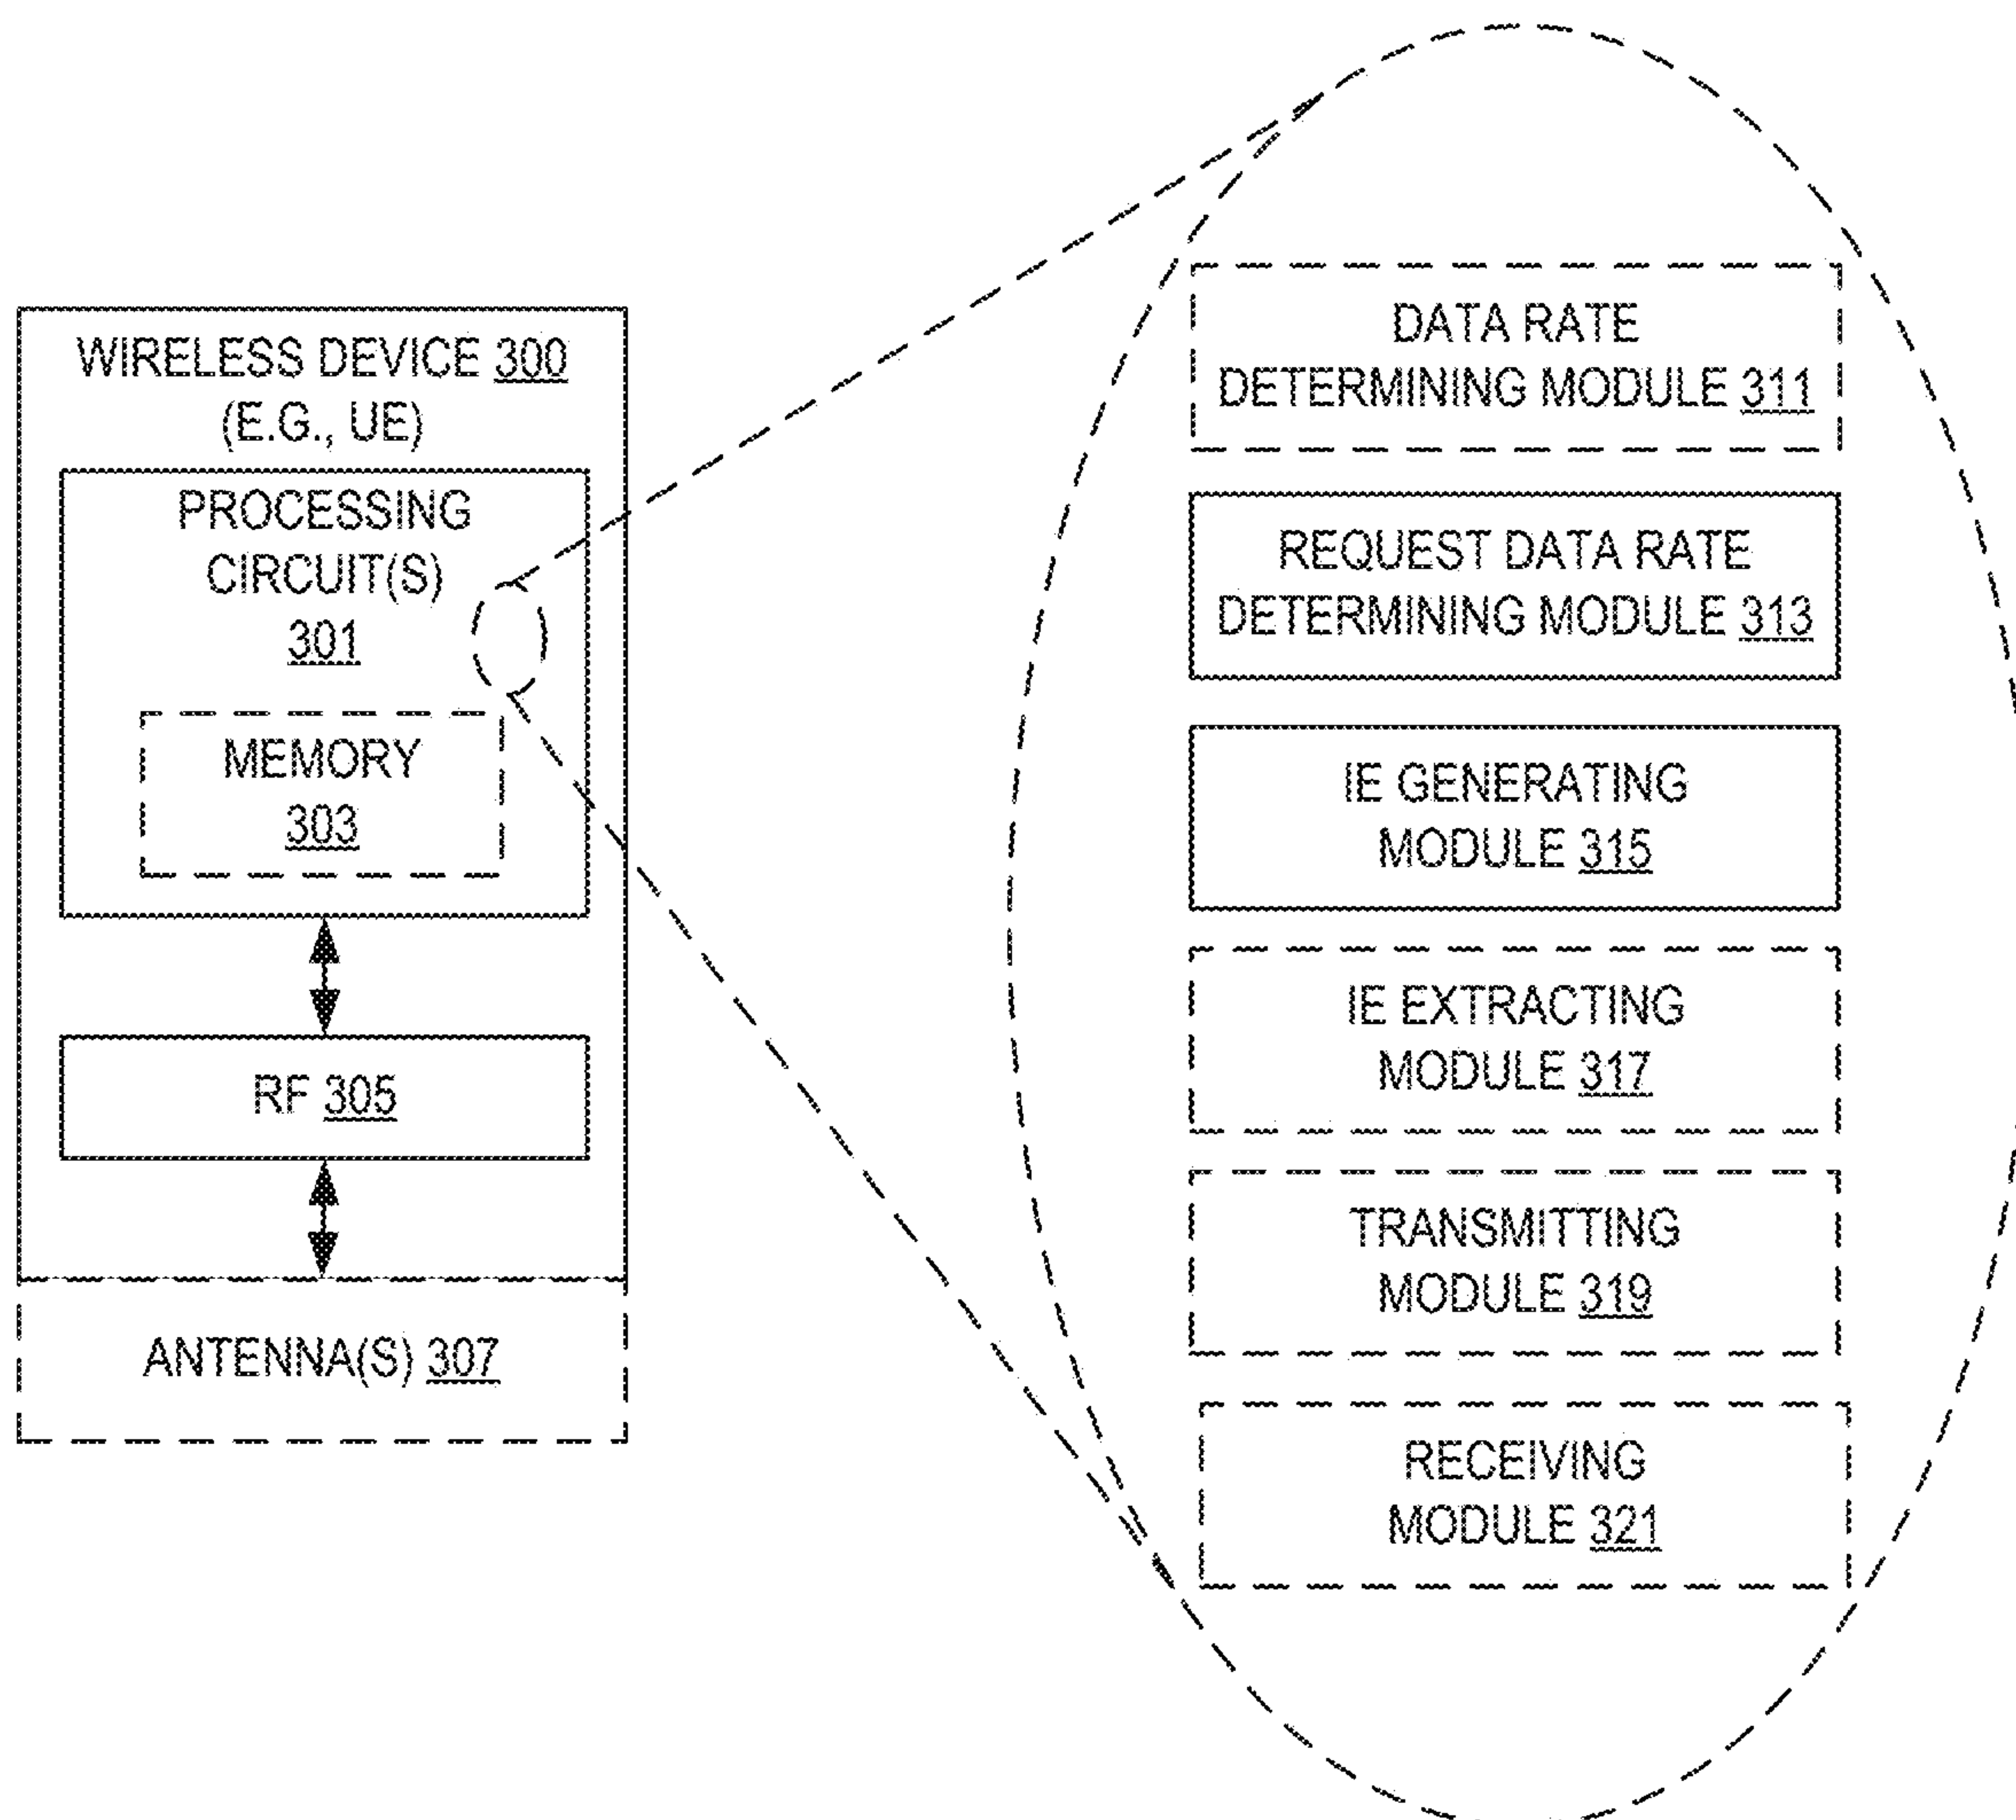 WIRELESS DEVICE 300
(E.G., UE)
PROCESSING
CIRCUIT(S)
301
MEMORY
303
RF 305
ANTENNA(S) 307
DATA RATE
DETERMINING MODULE 311
REQUEST DATA RATE
DETERMINING MODULE 313
IE GENERATING
MODULE 315
IE EXTRACTING
MODULE 317
TRANSMITTING
MODULE 319
RECEIVING
MODULE 321